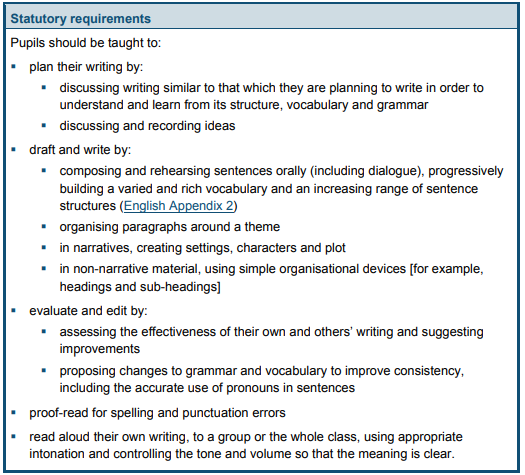 Statutory requirements
Pupils should be taught to:
▪ plan their writing by:
▪ discussing writing similar to that which they are planning to write in order to
understand and learn from its structure, vocabulary and grammar
▪ discussing and recording ideas
▪ draft and write by:
▪ composing and rehearsing sentences orally (including dialogue), progressively
building a varied and rich vocabulary and an increasing range of sentence
structures (English Appendix 2)
▪ organising paragraphs around a theme
▪ in narratives, creating settings, characters and plot
▪ in non-narrative material, using simple organisational devices [for example,
headings and sub-headings]
▪ evaluate and edit by:
▪ assessing the effectiveness of their own and others’ writing and suggesting
improvements
▪ proposing changes to grammar and vocabulary to improve consistency,
including the accurate use of pronouns in sentences
▪ proof-read for spelling and punctuation errors
▪ read aloud their own writing, to a group or the whole class, using appropriate
intonation and controlling the tone and volume so that the meaning is clear.